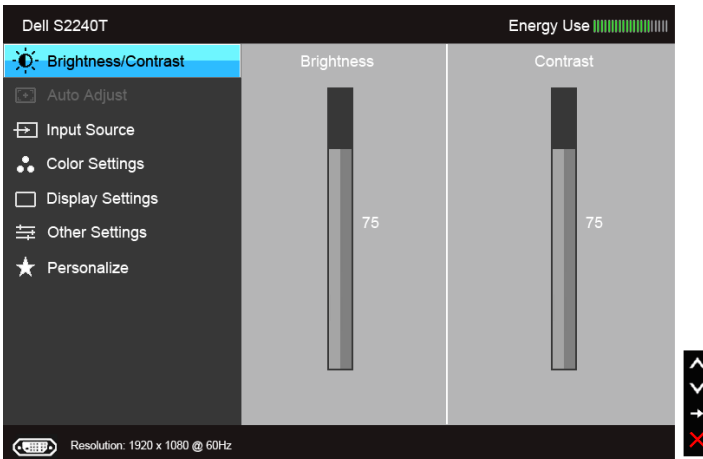 Dell S2240T
Energy Use
Brightness/Contrast
Brightness
Contrast
Auto Adjust
Input Source
Color Settings
Display Settings
75
75
Other Settings
Personalize
Resolution: 1920 x 1080 @ 60Hz